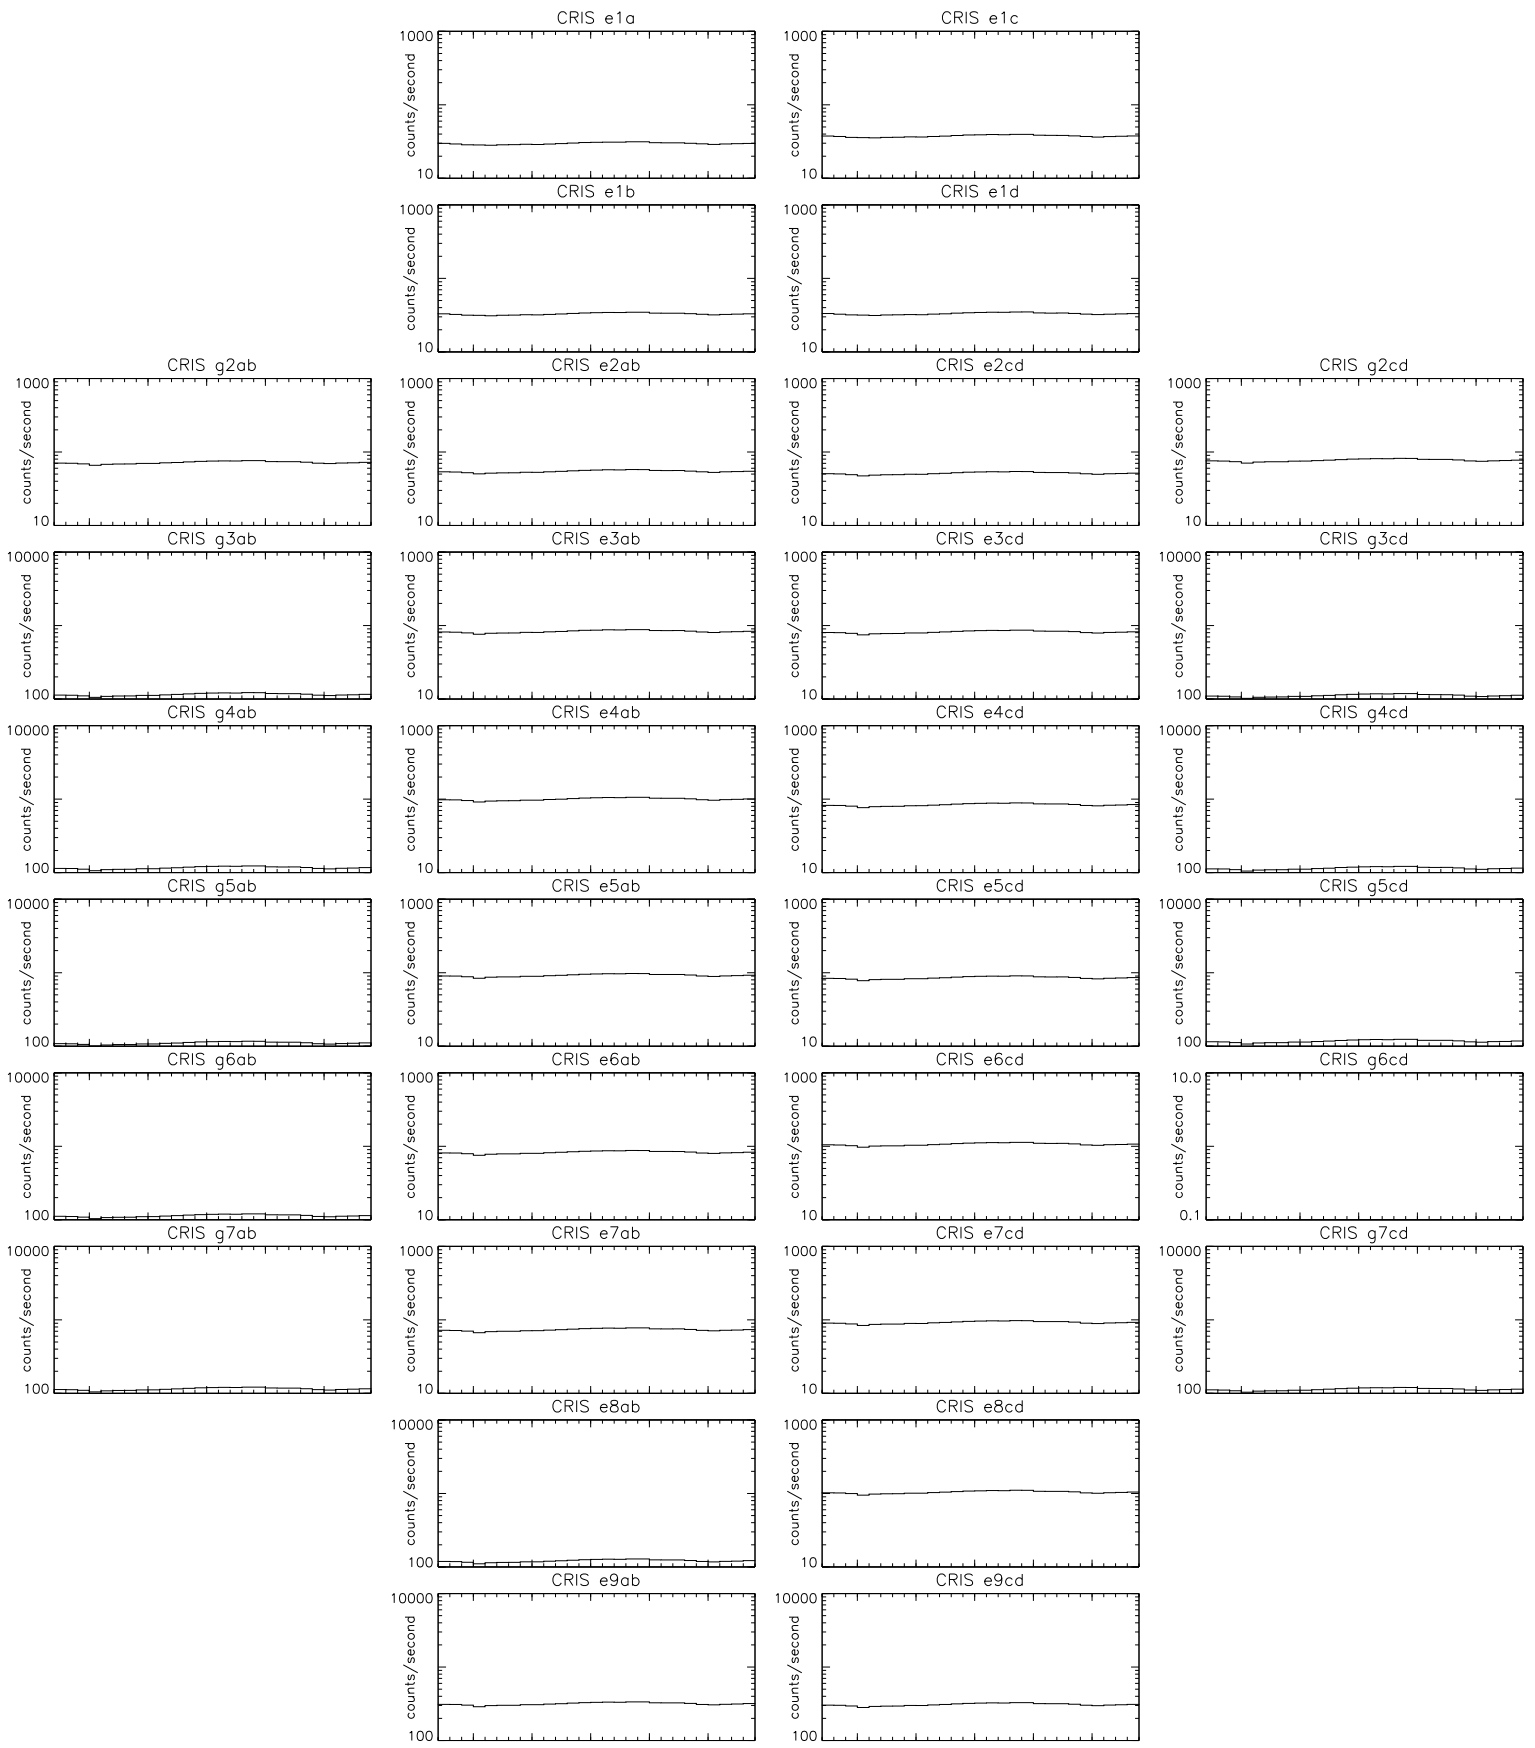 CRIS e1a
1000
counts/second
10
CRIS e1c
1000
counts/second
10
CRIS e1b
1000
counts/second
10
CRIS e1d
1000
counts/second
10
CRIS g2ab
1000
counts/second
10
CRIS e2ab
1000
counts/second
10
CRIS e2cd
1000
counts/second
10
CRIS g2cd
1000
counts/second
10
CRIS g3ab
10000
counts/second
100
CRIS e3ab
1000
counts/second
10
CRIS e3cd
1000
counts/second
10
CRIS g3cd
10000
counts/second
100
CRIS g4ab
10000
counts/second
100
CRIS e4ab
1000
counts/second
10
CRIS e4cd
1000
counts/second
10
CRIS g4cd
10000
counts/second
100
CRIS g5ab
10000
counts/second
100
CRIS e5ab
1000
counts/second
10
CRIS e5cd
1000
counts/second
10
CRIS g5cd
10000
counts/second
100
CRIS g6ab
10000
counts/second
100
CRIS e6ab
1000
counts/second
10
CRIS e6cd
1000
counts/second
10
CRIS g6cd
10.0
counts/second
0.1
CRIS g7ab
10000
counts/second
100
CRIS e7ab
1000
counts/second
10
CRIS e7cd
1000
counts/second
10
CRIS g7cd
10000
counts/second
100
CRIS e8ab
10000
counts/second
100
CRIS e8cd
1000
counts/second
10
CRIS e9ab
10000
counts/second
100
CRIS e9cd
10000
counts/second
100